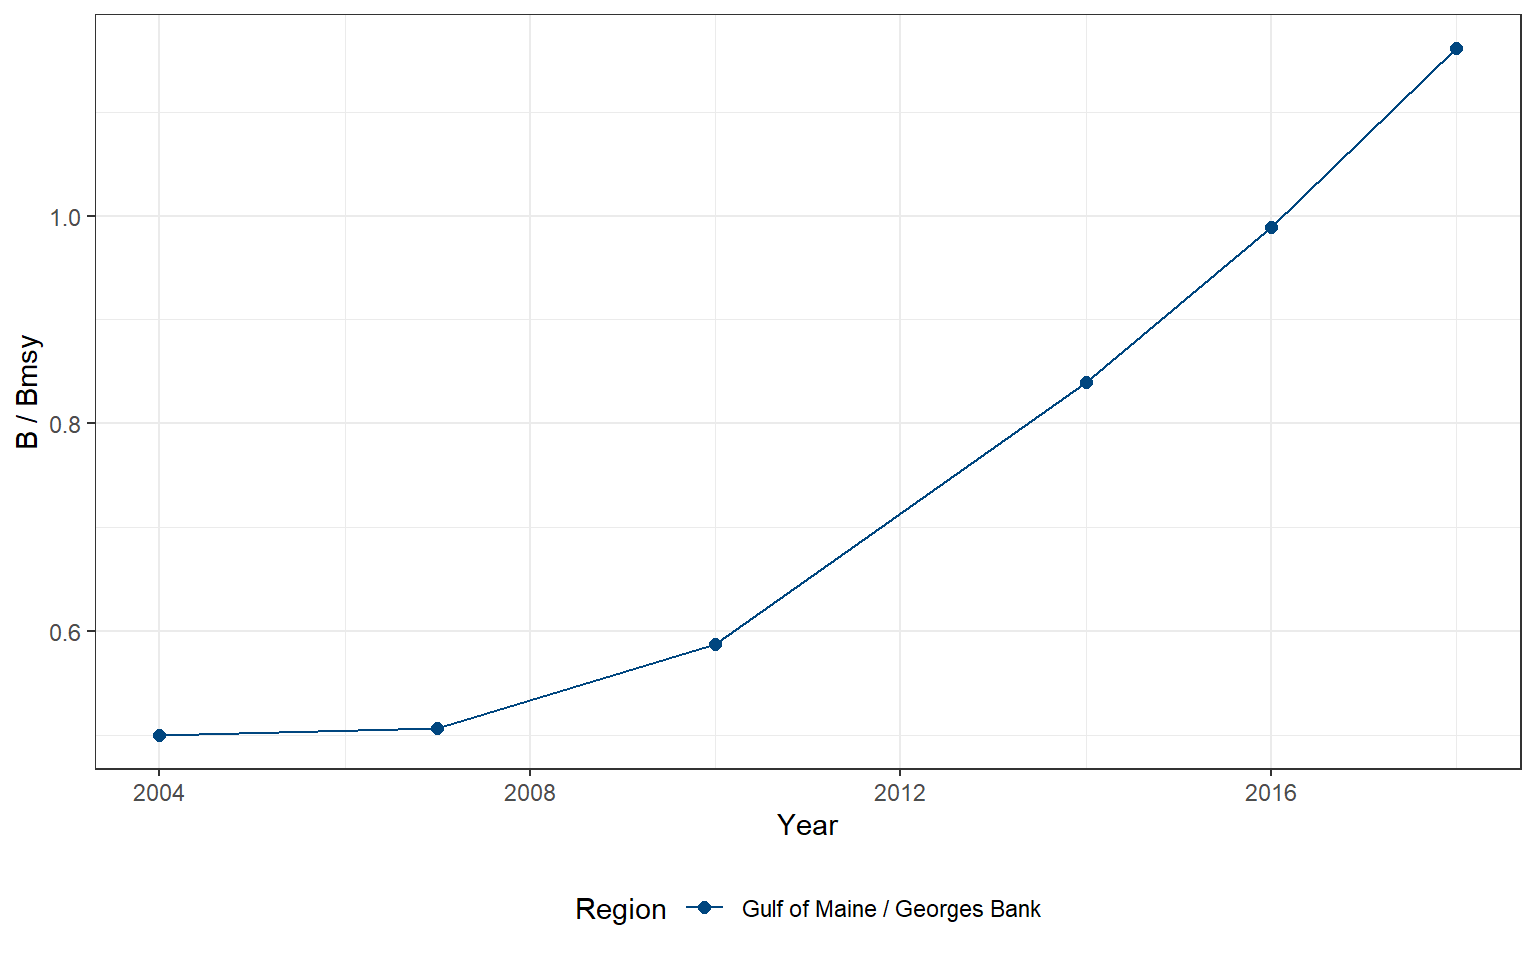 1.0
0.8
0.6
B / Bmsy
2004 2008 2012 2016
Year
Region Gulf of Maine / Georges Bank